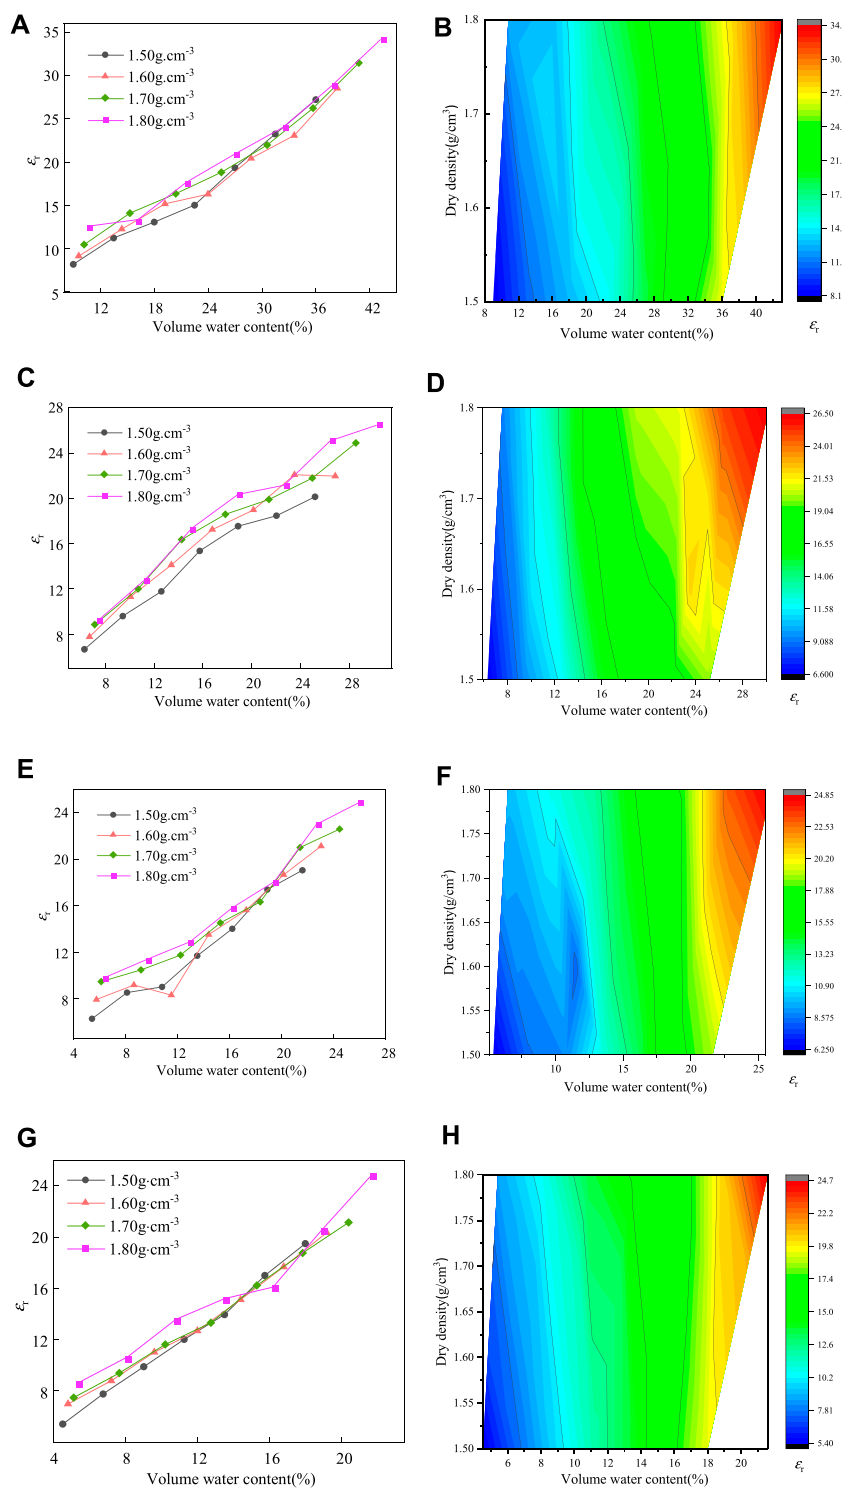 A
35
30
25
20
15
10
5
εr
1.50g.cm-3
1.60g.cm-3
1.70g.cm-3
1.80g.cm-3
12 18 24 30 36 42
Volume water content(%)
B
1.8
1.7
1.6
1.5
Dry density(g/cm3)
8 12 16 20 24 28 32 36 40
Volume water content(%)
34.
31.
27.
24.
21.
17.
14.
11.
8.1
εr
C
28
24
20
16
12
8
εr
1.50g.cm-3
1.60g.cm-3
1.70g.cm-3
1.80g.cm-3
8 12 16 20 24 28
Volume water content(%)
D
1.8
1.7
1.6
1.5
Dry density(g/cm3)
8 12 16 20 24 28
Volume water content(%)
26.50
24.01
21.53
19.04
16.55
14.06
11.58
9.088
6.600
εr
E
24
20
16
12
8
εr
1.50g.cm-3
1.60g.cm-3
1.70g.cm-3
1.80g.cm-3
4 8 12 16 20 24 28
Volume water content(%)
F
1.80
1.75
1.70
1.65
1.60
1.55
1.50
Dry density(g/cm3)
10 15 20 25
Volume water content(%)
24.85
22.53
20.20
17.88
15.55
13.23
10.90
8.575
6.250
εr
G
24
20
16
12
8
εr
1.50g·cm-3
1.60g·cm-3
1.70g·cm-3
1.80g·cm-3
4 8 12 16 20
Volume water content(%)
H
1.80
1.75
1.70
1.65
1.60
1.55
1.50
Dry density(g/cm3)
6 8 10 12 14 16 18 20
Volume water content(%)
24.7
22.2
19.8
17.4
15.0
12.6
10.2
7.81
5.40
εr